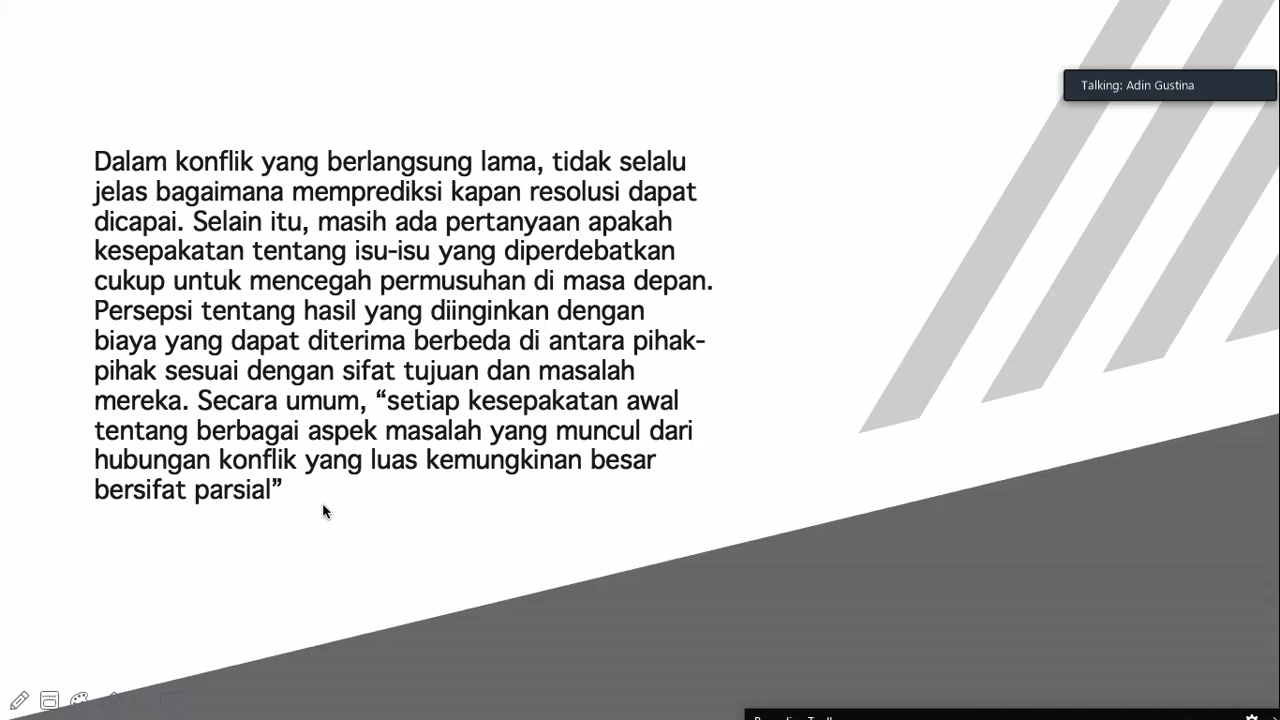 Talking: Adin Gustina
Dalam konflik yang berlangsung lama, tidak selalu
jelas bagaimana memprediksi kapan resolusi dapat
dicapai. Selain itu, masih ada pertanyaan apakah
kesepakatan tentang isu-isu yang diperdebatkan
cukup untuk mencegah permusuhan di masa depan.
Persepsi tentang hasil yang diinginkan dengan
biaya yang dapat diterima berbeda di antara pihak-
pihak sesuai dengan sifat tujuan dan masalah
mereka. Secara umum, “setiap kesepakatan awal
tentang berbagai aspek masalah yang muncul dari
hubungan konflik yang luas kemungkinan besar
bersifat parsial”